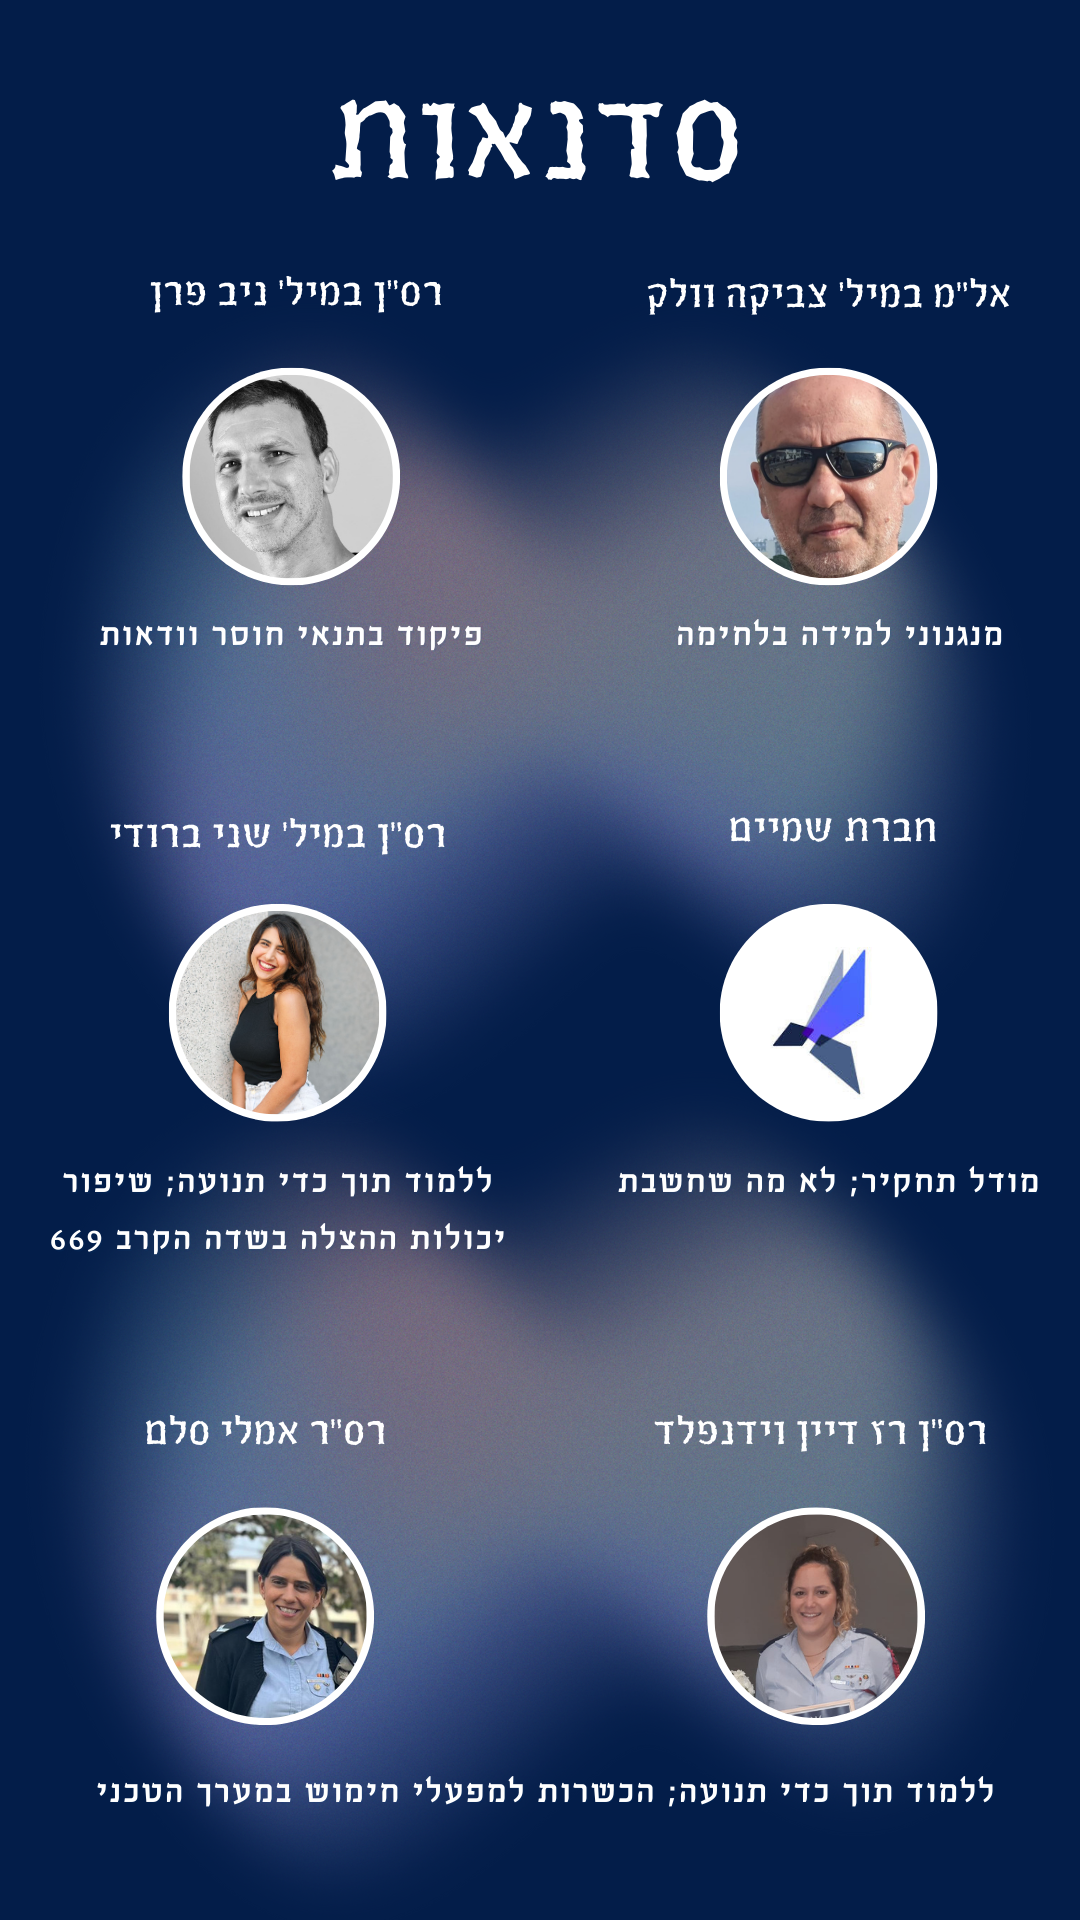 סדנאות
אל"מ במיל' צביקה וולק
רס"ן במיל' ניב פרן
מנגנוני למידה בלחימה
פיקוד בתנאי חוסר וודאות
חברת שמיים
רס"ן במיל' שני ברודי
מודל תחקיר; לא מה שחשבת
ללמוד תוך כדי תנועה; שיפור
יכולות ההצלה בשדה הקרב 669
רס"ן רז דיין וידנפלד
רס"ר אמלי סלם
ללמוד תוך כדי תנועה; הכשרות למפעלי חימוש במערך הטכני